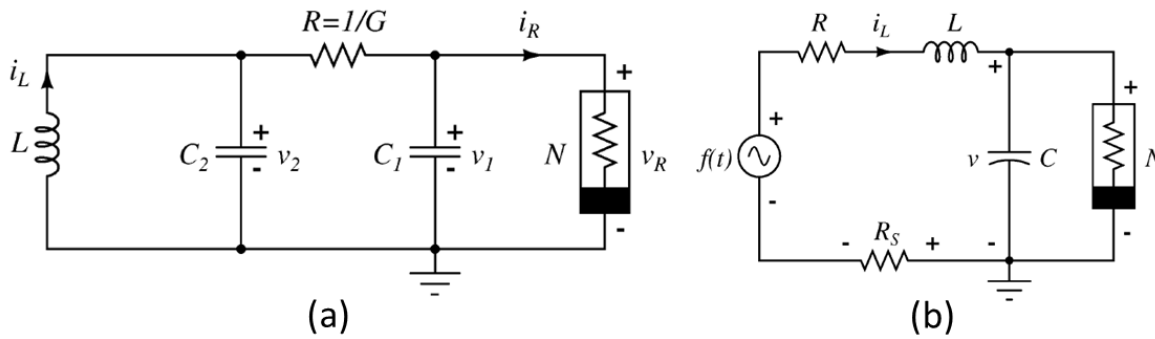 R=1/G
i_R
+
i_L
L
C_2
+
v_2
-
C_1
+
v_1
-
N
v_R
-
(a)
R
i_L
L
+
+
+
f(t)
v
C
N
-
-
R_S
+
-
-
(b)